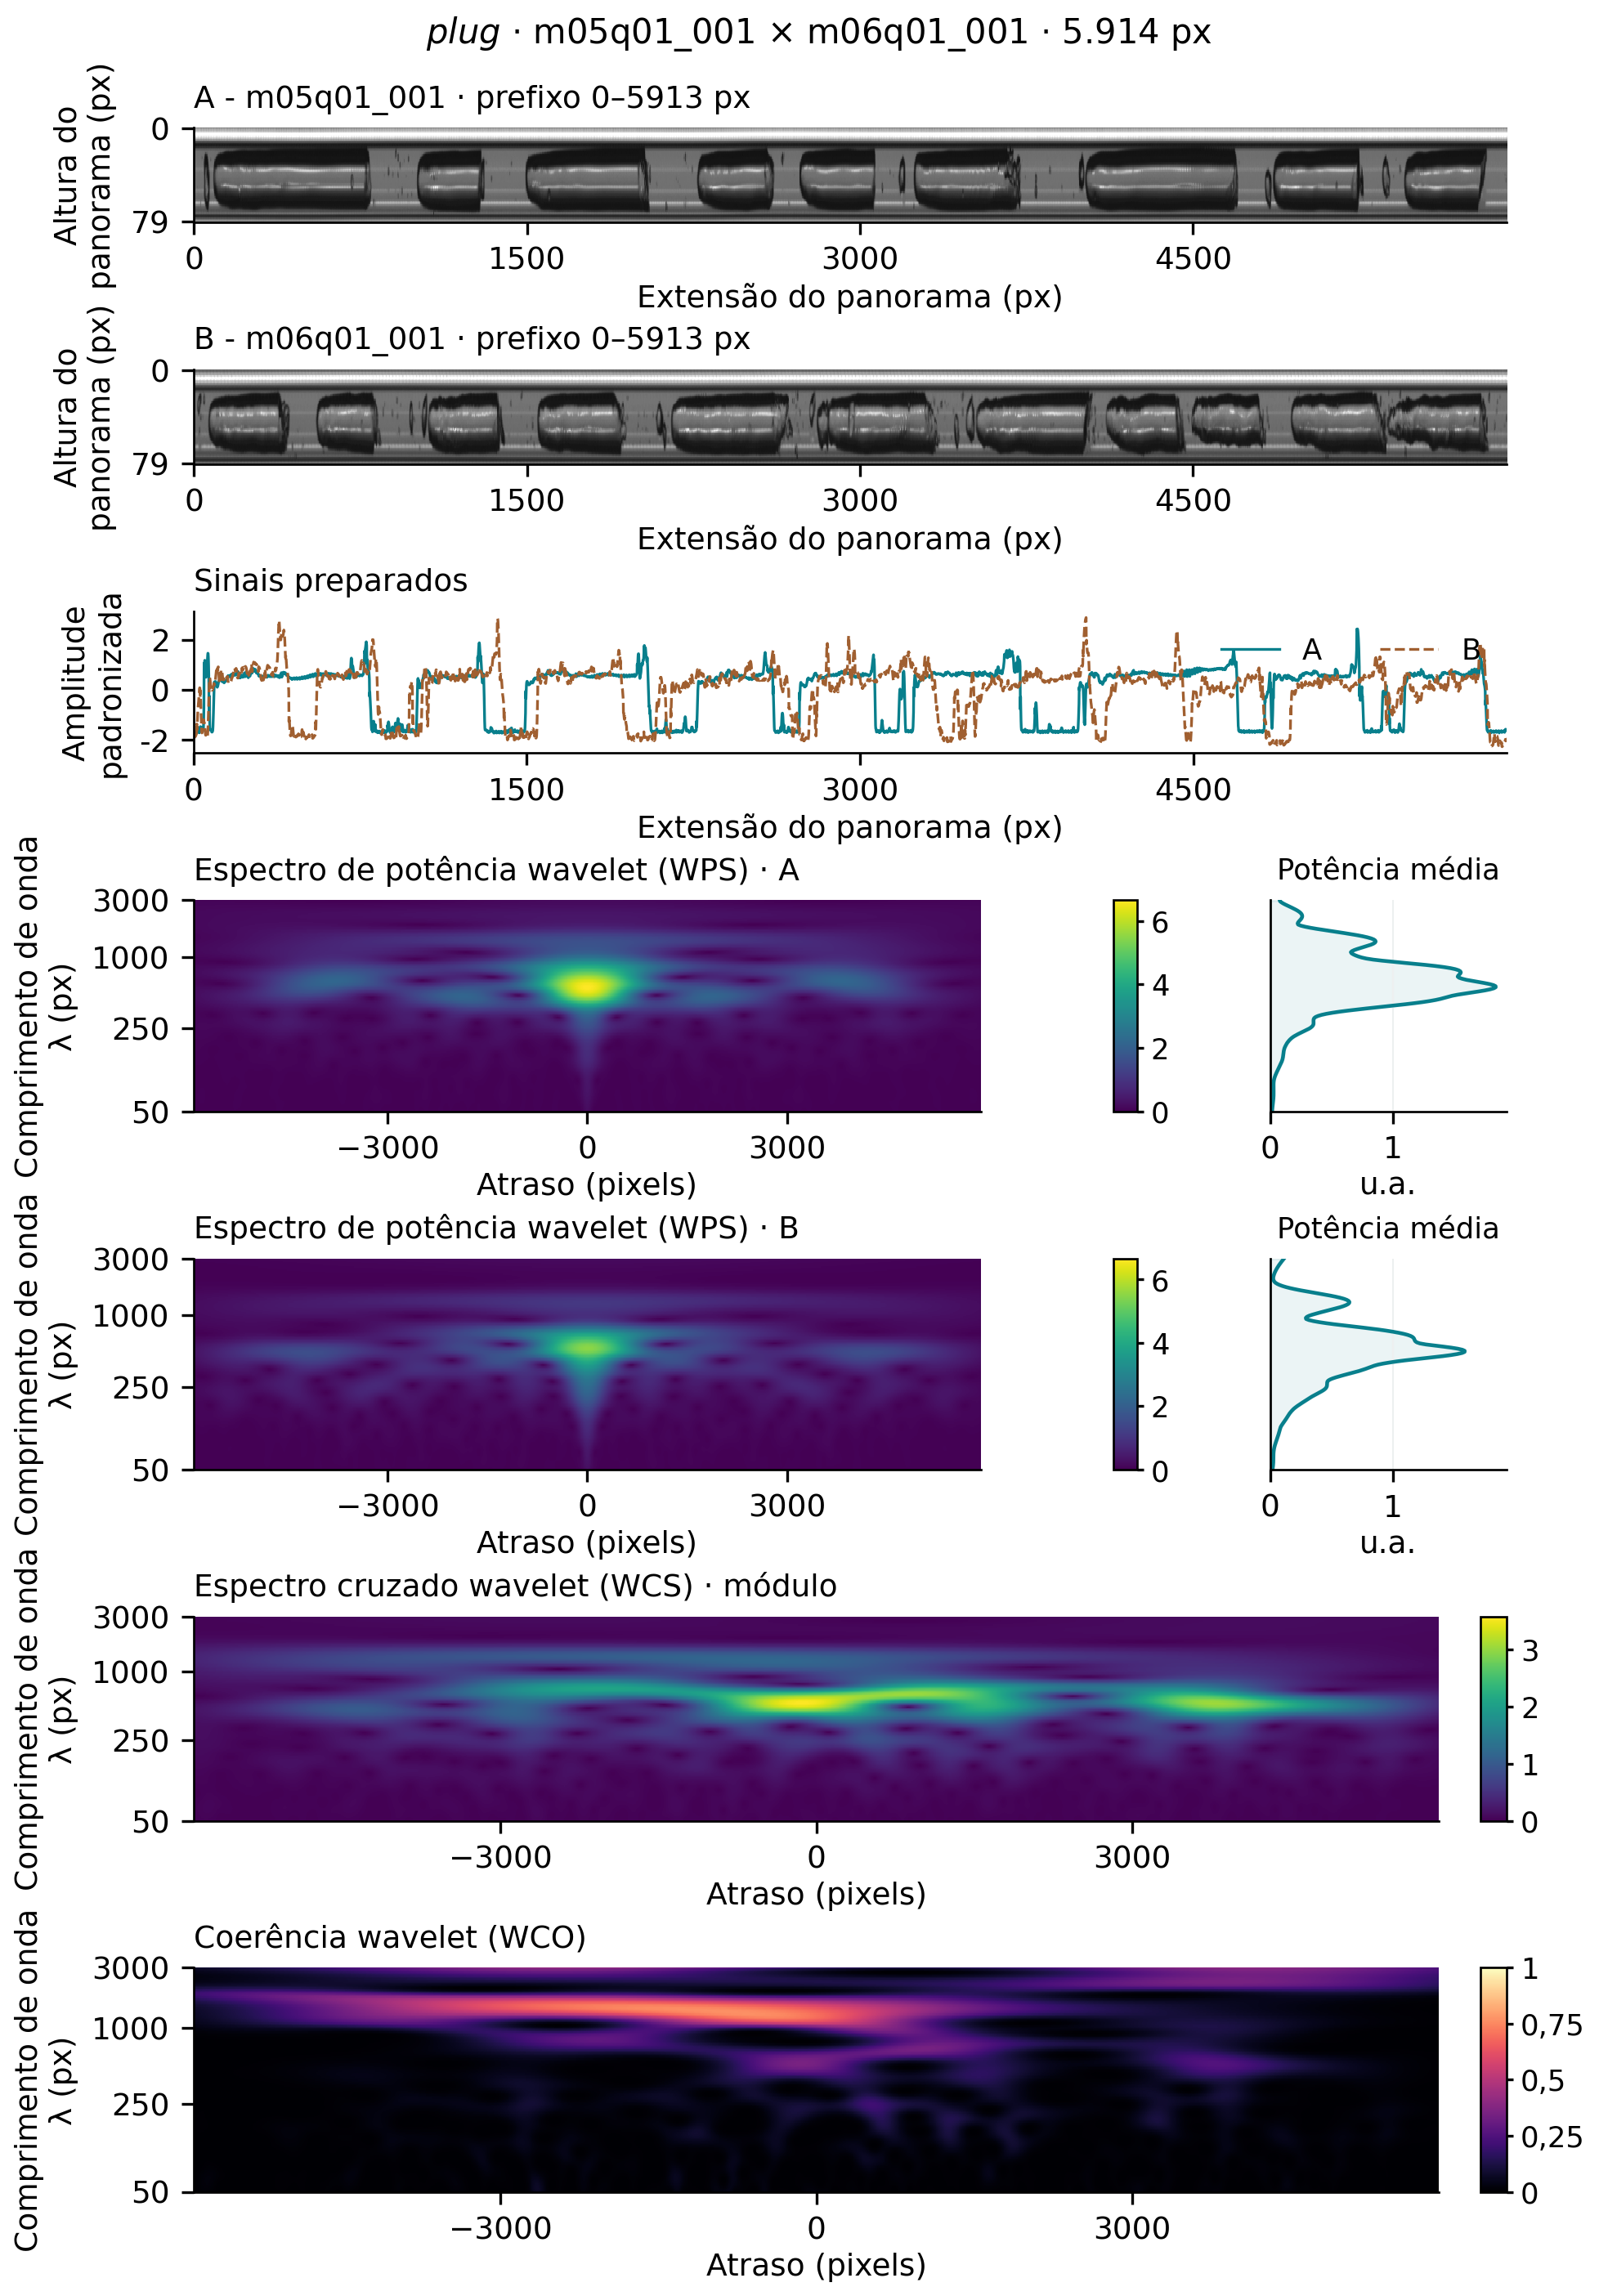 plug · m05q01_001 × m06q01_001 · 5.914 px
A - m05q01_001 · prefixo 0–5913 px
Altura do
panorama (px)
0
79
0 1500 3000 4500
Extensão do panorama (px)
B - m06q01_001 · prefixo 0–5913 px
Altura do
panorama (px)
0
79
0 1500 3000 4500
Extensão do panorama (px)
Sinais preparados
Amplitude
padronizada
2
0
-2
A B
0 1500 3000 4500
Extensão do panorama (px)
Espectro de potência wavelet (WPS) · A
Comprimento de onda
λ (px)
3000
1000
250
50
−3000 0 3000
Atraso (pixels)
6
4
2
0
Potência média
0 1
u.a.
Espectro de potência wavelet (WPS) · B
Comprimento de onda
λ (px)
3000
1000
250
50
−3000 0 3000
Atraso (pixels)
6
4
2
0
Potência média
0 1
u.a.
Espectro cruzado wavelet (WCS) · módulo
Comprimento de onda
λ (px)
3000
1000
250
50
−3000 0 3000
Atraso (pixels)
3
2
1
0
Coerência wavelet (WCO)
Comprimento de onda
λ (px)
3000
1000
250
50
−3000 0 3000
Atraso (pixels)
1
0,75
0,5
0,25
0